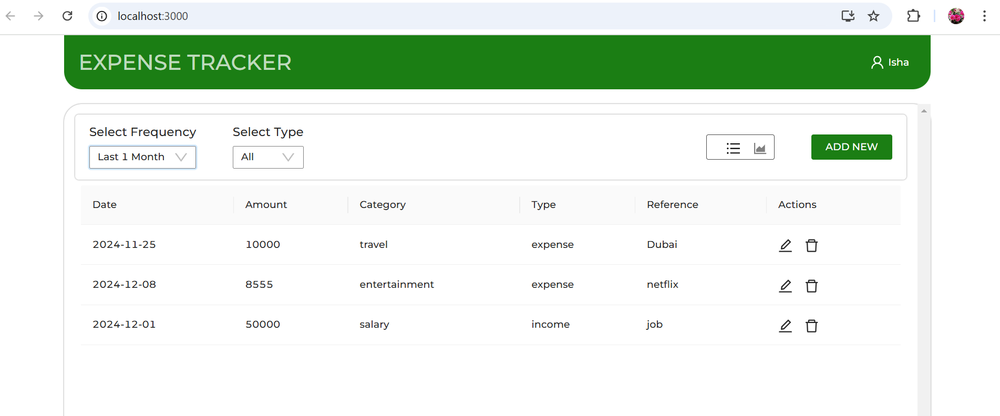 localhost:3000
EXPENSE TRACKER Isha
Select Frequency Select Type
Last 1 Month All ADD NEW
Date Amount Category Type Reference Actions
2024-11-25 10000 travel expense Dubai
2024-12-08 8555 entertainment expense netflix
2024-12-01 50000 salary income job